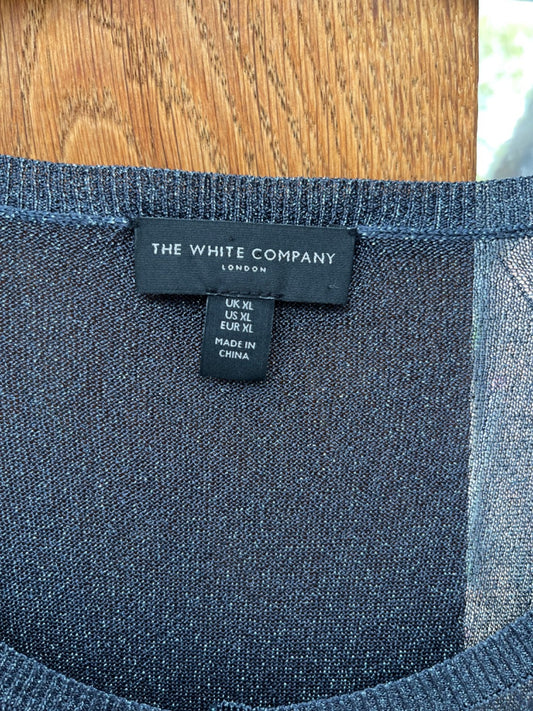 THE WHITE COMPANY
LONDON
UK XL
US XL
EUR XL
MADE IN
CHINA